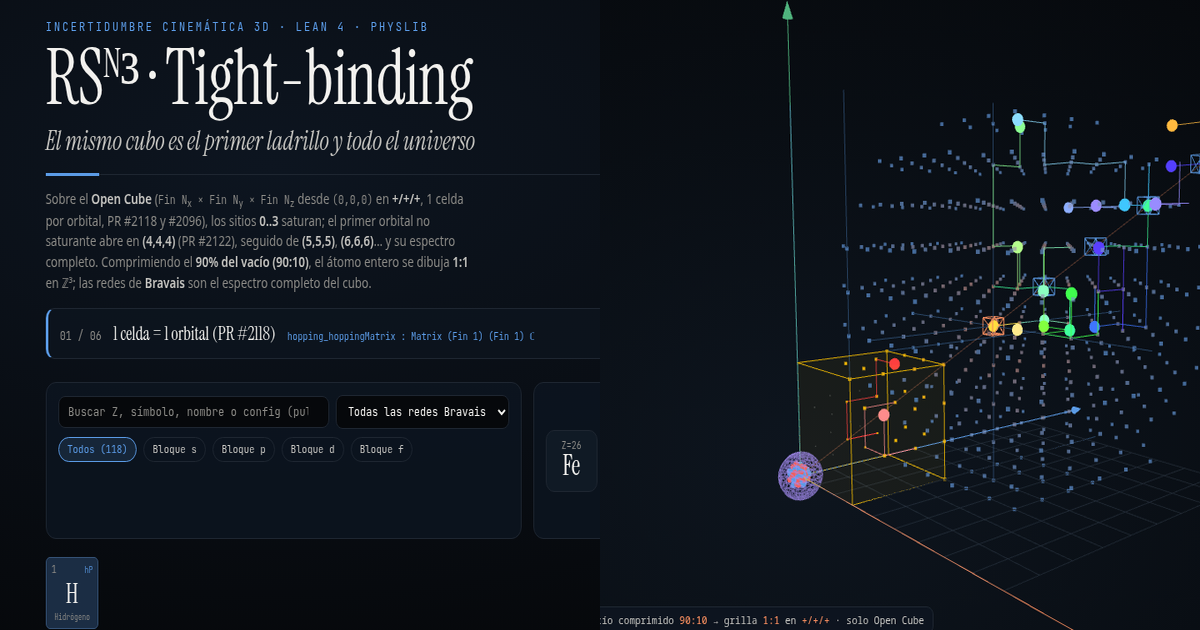 INCERTIDUMBRE CINEMÁTICA 3D · LEAN 4 · PHYSLIB
RSᴺ³ · Tight-binding
El mismo cubo es el primer ladrillo y todo el universo
Sobre el Open Cube (Fin Nₓ × Fin Nᵧ × Fin N_z desde (0,0,0) en +/+/+, 1 celda
por orbital, PR #2118 y #2096), los sitios 0..3 saturan; el primer orbital no
saturante abre en (4,4,4) (PR #2122), seguido de (5,5,5), (6,6,6)... y su espectro
completo. Comprimiendo el 90% del vacío (90:10), el átomo entero se dibuja 1:1
en ℤ³; las redes de Bravais son el espectro completo del cubo.
01 / 06 1 celda = 1 orbital (PR #2118) hopping_hoppingMatrix : Matrix (Fin 1) (Fin 1) ℂ
Buscar Z, símbolo, nombre o config (pu
Todas las redes Bravais
Todos (118) Bloque s Bloque p Bloque d Bloque f
Z=26
Fe
1 hP
H
Hidrógeno
ío comprimido 90:10 → grilla 1:1 en +/+/+ · solo Open Cube